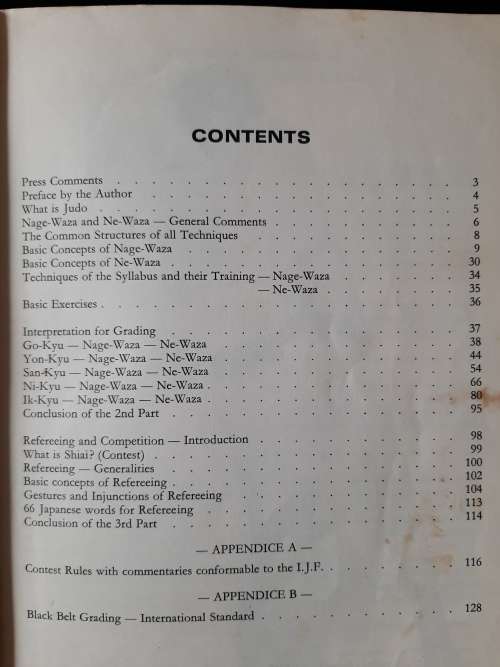 CONTENTS
Press Comments . . . . . . . . . . . . . . . 3
Preface by the Author . . . . . . . . . . . . . . . 4
What is Judo . . . . . . . . . . . . . . . 5
Nage-Waza and Ne-Waza — General Comments . . . . . . . . . 6
The Common Structures of all Techniques . . . . . . . . . . 8
Basic Concepts of Nage-Waza . . . . . . . . . . . . 9
Basic Concepts of Ne-Waza . . . . . . . . . . . . . 30
Techniques of the Syllabus and their Training — Nage-Waza . . . . . 34
— Ne-Waza . . . . . . 35
Basic Exercises . . . . . . . . . . . . . . . 36
Interpretation for Grading . . . . . . . . . . . . 37
Go-Kyu — Nage-Waza — Ne-Waza . . . . . . . . . . . 38
Yon-Kyu — Nage-Waza — Ne-Waza . . . . . . . . . . 44
San-Kyu — Nage-Waza — Ne-Waza . . . . . . . . . . 54
Ni-Kyu — Nage-Waza — Ne-Waza . . . . . . . . . . . 66
Ik-Kyu — Nage-Waza — Ne-Waza . . . . . . . . . . . 80
Conclusion of the 2nd Part . . . . . . . . . . . . 95
Refereeing and Competition — Introduction . . . . . . . . . 98
What is Shiai? (Contest) . . . . . . . . . . . . . 99
Refereeing — Generalities . . . . . . . . . . . . 100
Basic concepts of Refereeing . . . . . . . . . . . . 102
Gestures and Injunctions of Refereeing . . . . . . . . . 104
66 Japanese words for Refereeing . . . . . . . . . . 113
Conclusion of the 3rd Part . . . . . . . . . . . . 114
— APPENDICE A —
Contest Rules with commentaries conformable to the I.J.F. . . . . . . 116
— APPENDICE B —
Black Belt Grading — International Standard . . . . . . . . . 128